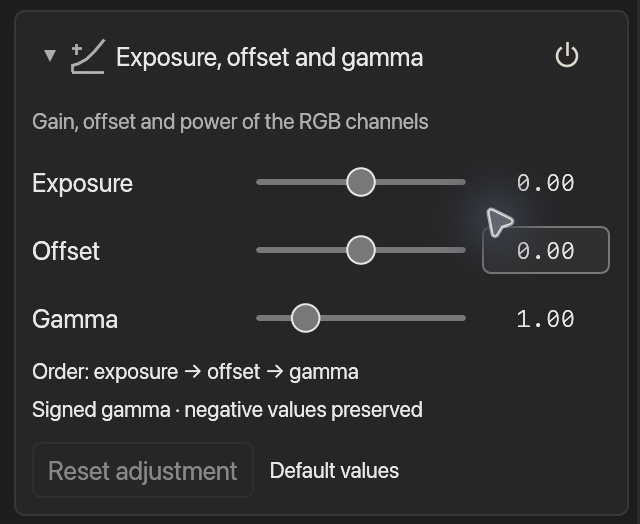 Exposure, offset and gamma
Gain, offset and power of the RGB channels
Exposure 0.00
Offset 0.00
Gamma 1.00
Order: exposure → offset → gamma
Signed gamma · negative values preserved
Reset adjustment Default values